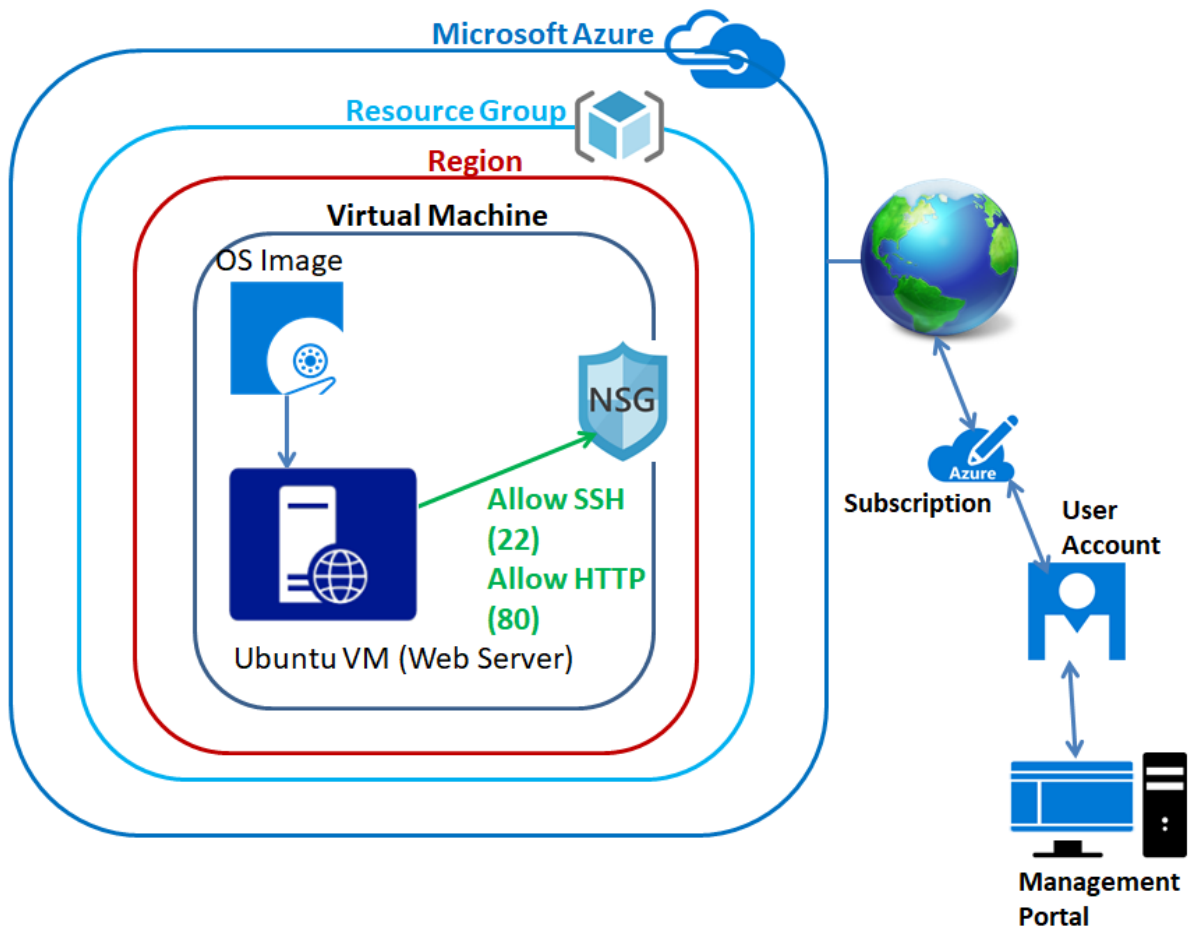 Microsoft Azure
Resource Group
Region
Virtual Machine
OS Image
NSG
Allow SSH
(22)
Allow HTTP
(80)
Ubuntu VM (Web Server)
Azure
Subscription
User
Account
Management
Portal